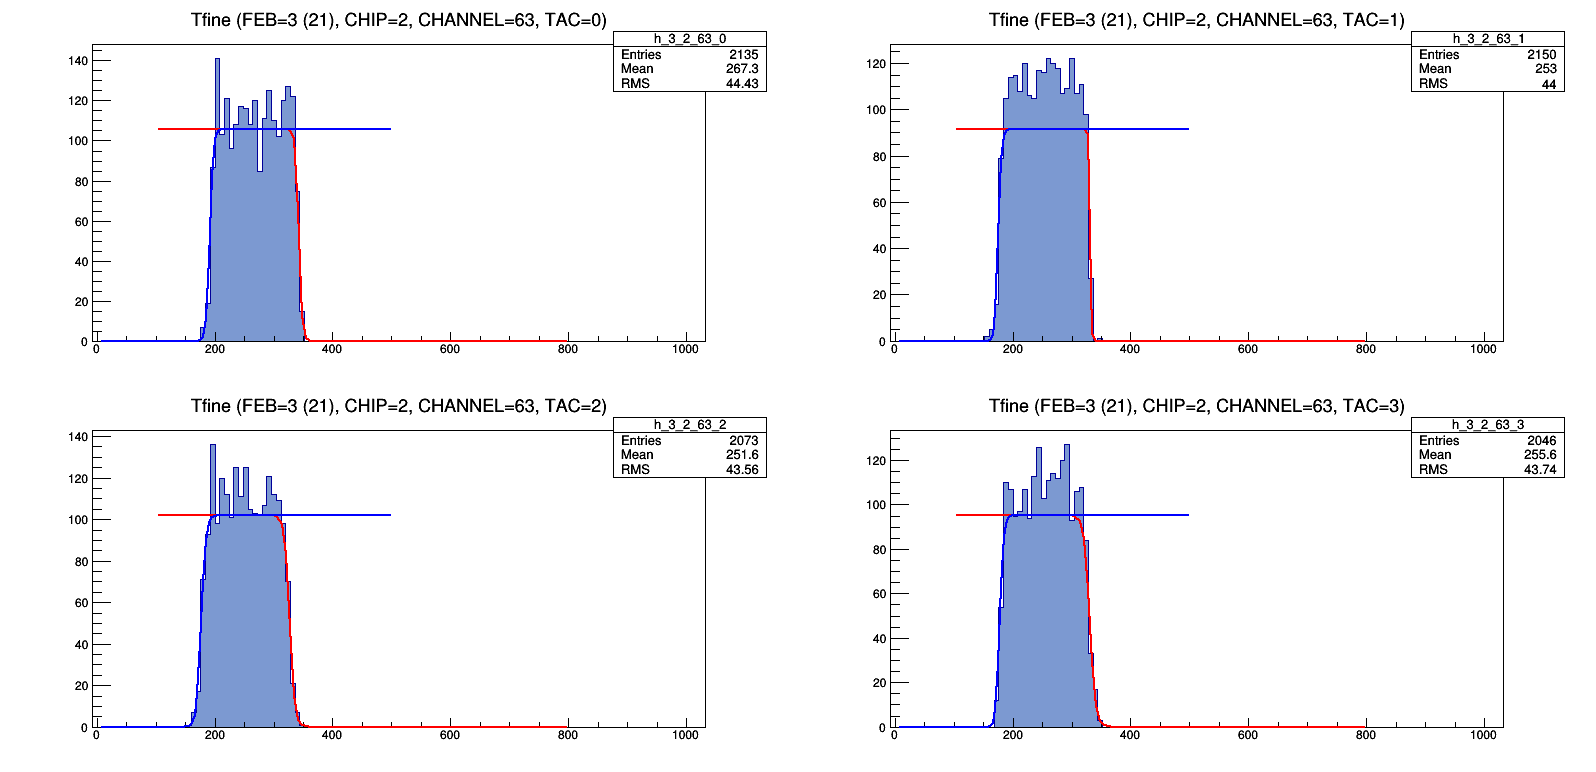 Tfine (FEB=3 (21), CHIP=2, CHANNEL=63, TAC=0)
h_3_2_63_0
Entries 2135
Mean 267.3
RMS 44.43
140
120
100
80
60
40
20
0
0 200 400 600 800 1000
Tfine (FEB=3 (21), CHIP=2, CHANNEL=63, TAC=1)
h_3_2_63_1
Entries 2150
Mean 253
RMS 44
120
100
80
60
40
20
0
0 200 400 600 800 1000
Tfine (FEB=3 (21), CHIP=2, CHANNEL=63, TAC=2)
h_3_2_63_2
Entries 2073
Mean 251.6
RMS 43.56
140
120
100
80
60
40
20
0
0 200 400 600 800 1000
Tfine (FEB=3 (21), CHIP=2, CHANNEL=63, TAC=3)
h_3_2_63_3
Entries 2046
Mean 255.6
RMS 43.74
120
100
80
60
40
20
0
0 200 400 600 800 1000